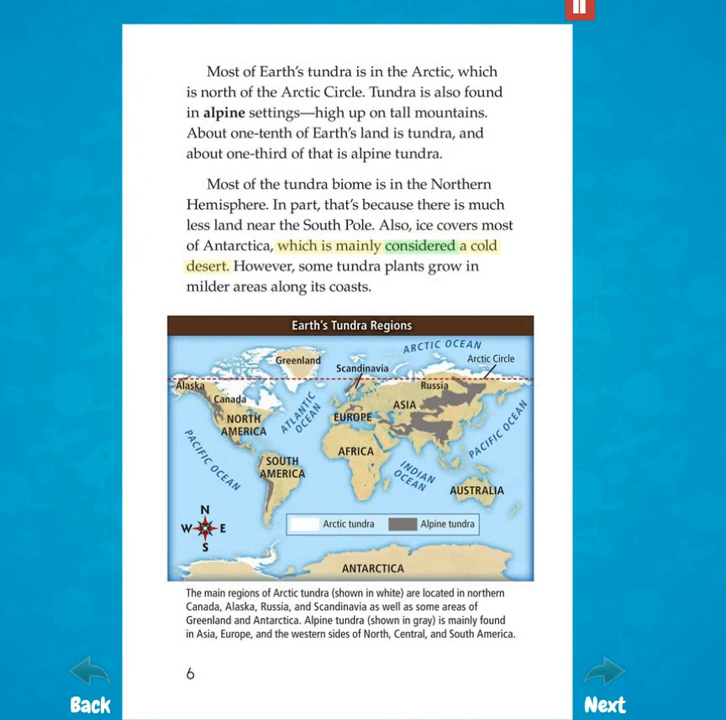 Most of Earth's tundra is in the Arctic, which
is north of the Arctic Circle. Tundra is also found
in alpine settings—high up on tall mountains.
About one-tenth of Earth's land is tundra, and
about one-third of that is alpine tundra.
Most of the tundra biome is in the Northern
Hemisphere. In part, that's because there is much
less land near the South Pole. Also, ice covers most
of Antarctica, which is mainly considered a cold
desert. However, some tundra plants grow in
milder areas along its coasts.
Earth's Tundra Regions
ARCTIC OCEAN
Greenland
Arctic Circle
Scandinavia
Alaska
Russia
Canada
ATLANTIC
OCEAN
ASIA
NORTH
AMERICA
EUROPE
PACIFIC OCEAN
PACIFIC OCEAN
AFRICA
SOUTH
AMERICA
INDIAN
OCEAN
AUSTRALIA
N
W E
S
Arctic tundra
Alpine tundra
ANTARCTICA
The main regions of Arctic tundra (shown in white) are located in northern
Canada, Alaska, Russia, and Scandinavia as well as some areas of
Greenland and Antarctica. Alpine tundra (shown in gray) is mainly found
in Asia, Europe, and the western sides of North, Central, and South America.
6
Back
Next